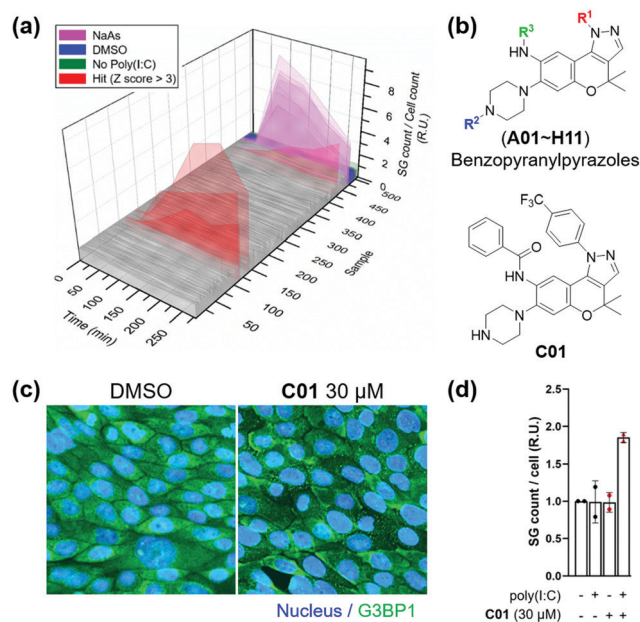 (a)
NaAs
DMSO
No Poly(I:C)
Hit (Z score > 3)
SG count / Cell count
(R.U.)
8
6
4
2
0
0
50
100
150
200
250
Time (min)
50
100
150
200
250
300
350
400
450
500
Sample
(b)
R¹
R³
HN
N
N
N
O
N
R²
(A01~H11)
Benzopyranylpyrazoles
F₃C
O
N
N
HN
N
O
HN
C01
(c)
DMSO
C01 30 µM
Nucleus / G3BP1
(d)
SG count / cell (R.U.)
2.5
2.0
1.5
1.0
0.5
0.0
poly(I:C) - + - +
C01 (30 µM) - - + +